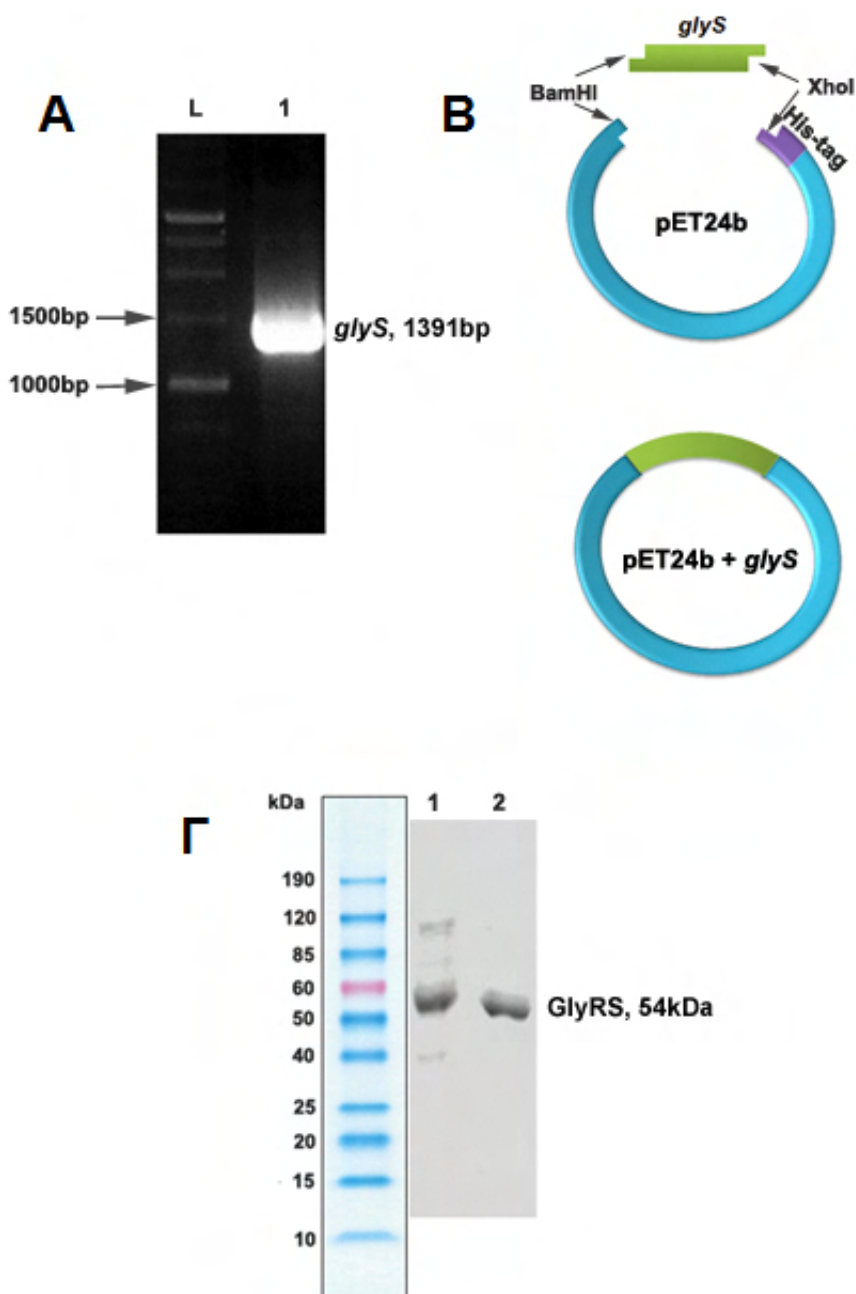 A
L 1
1500bp
1000bp
glyS, 1391bp
B
glyS
BamHI
XhoI
His-tag
pET24b
pET24b + glyS
Γ
kDa
1 2
190
120
85
60
50
40
25
20
15
10
GlyRS, 54kDa